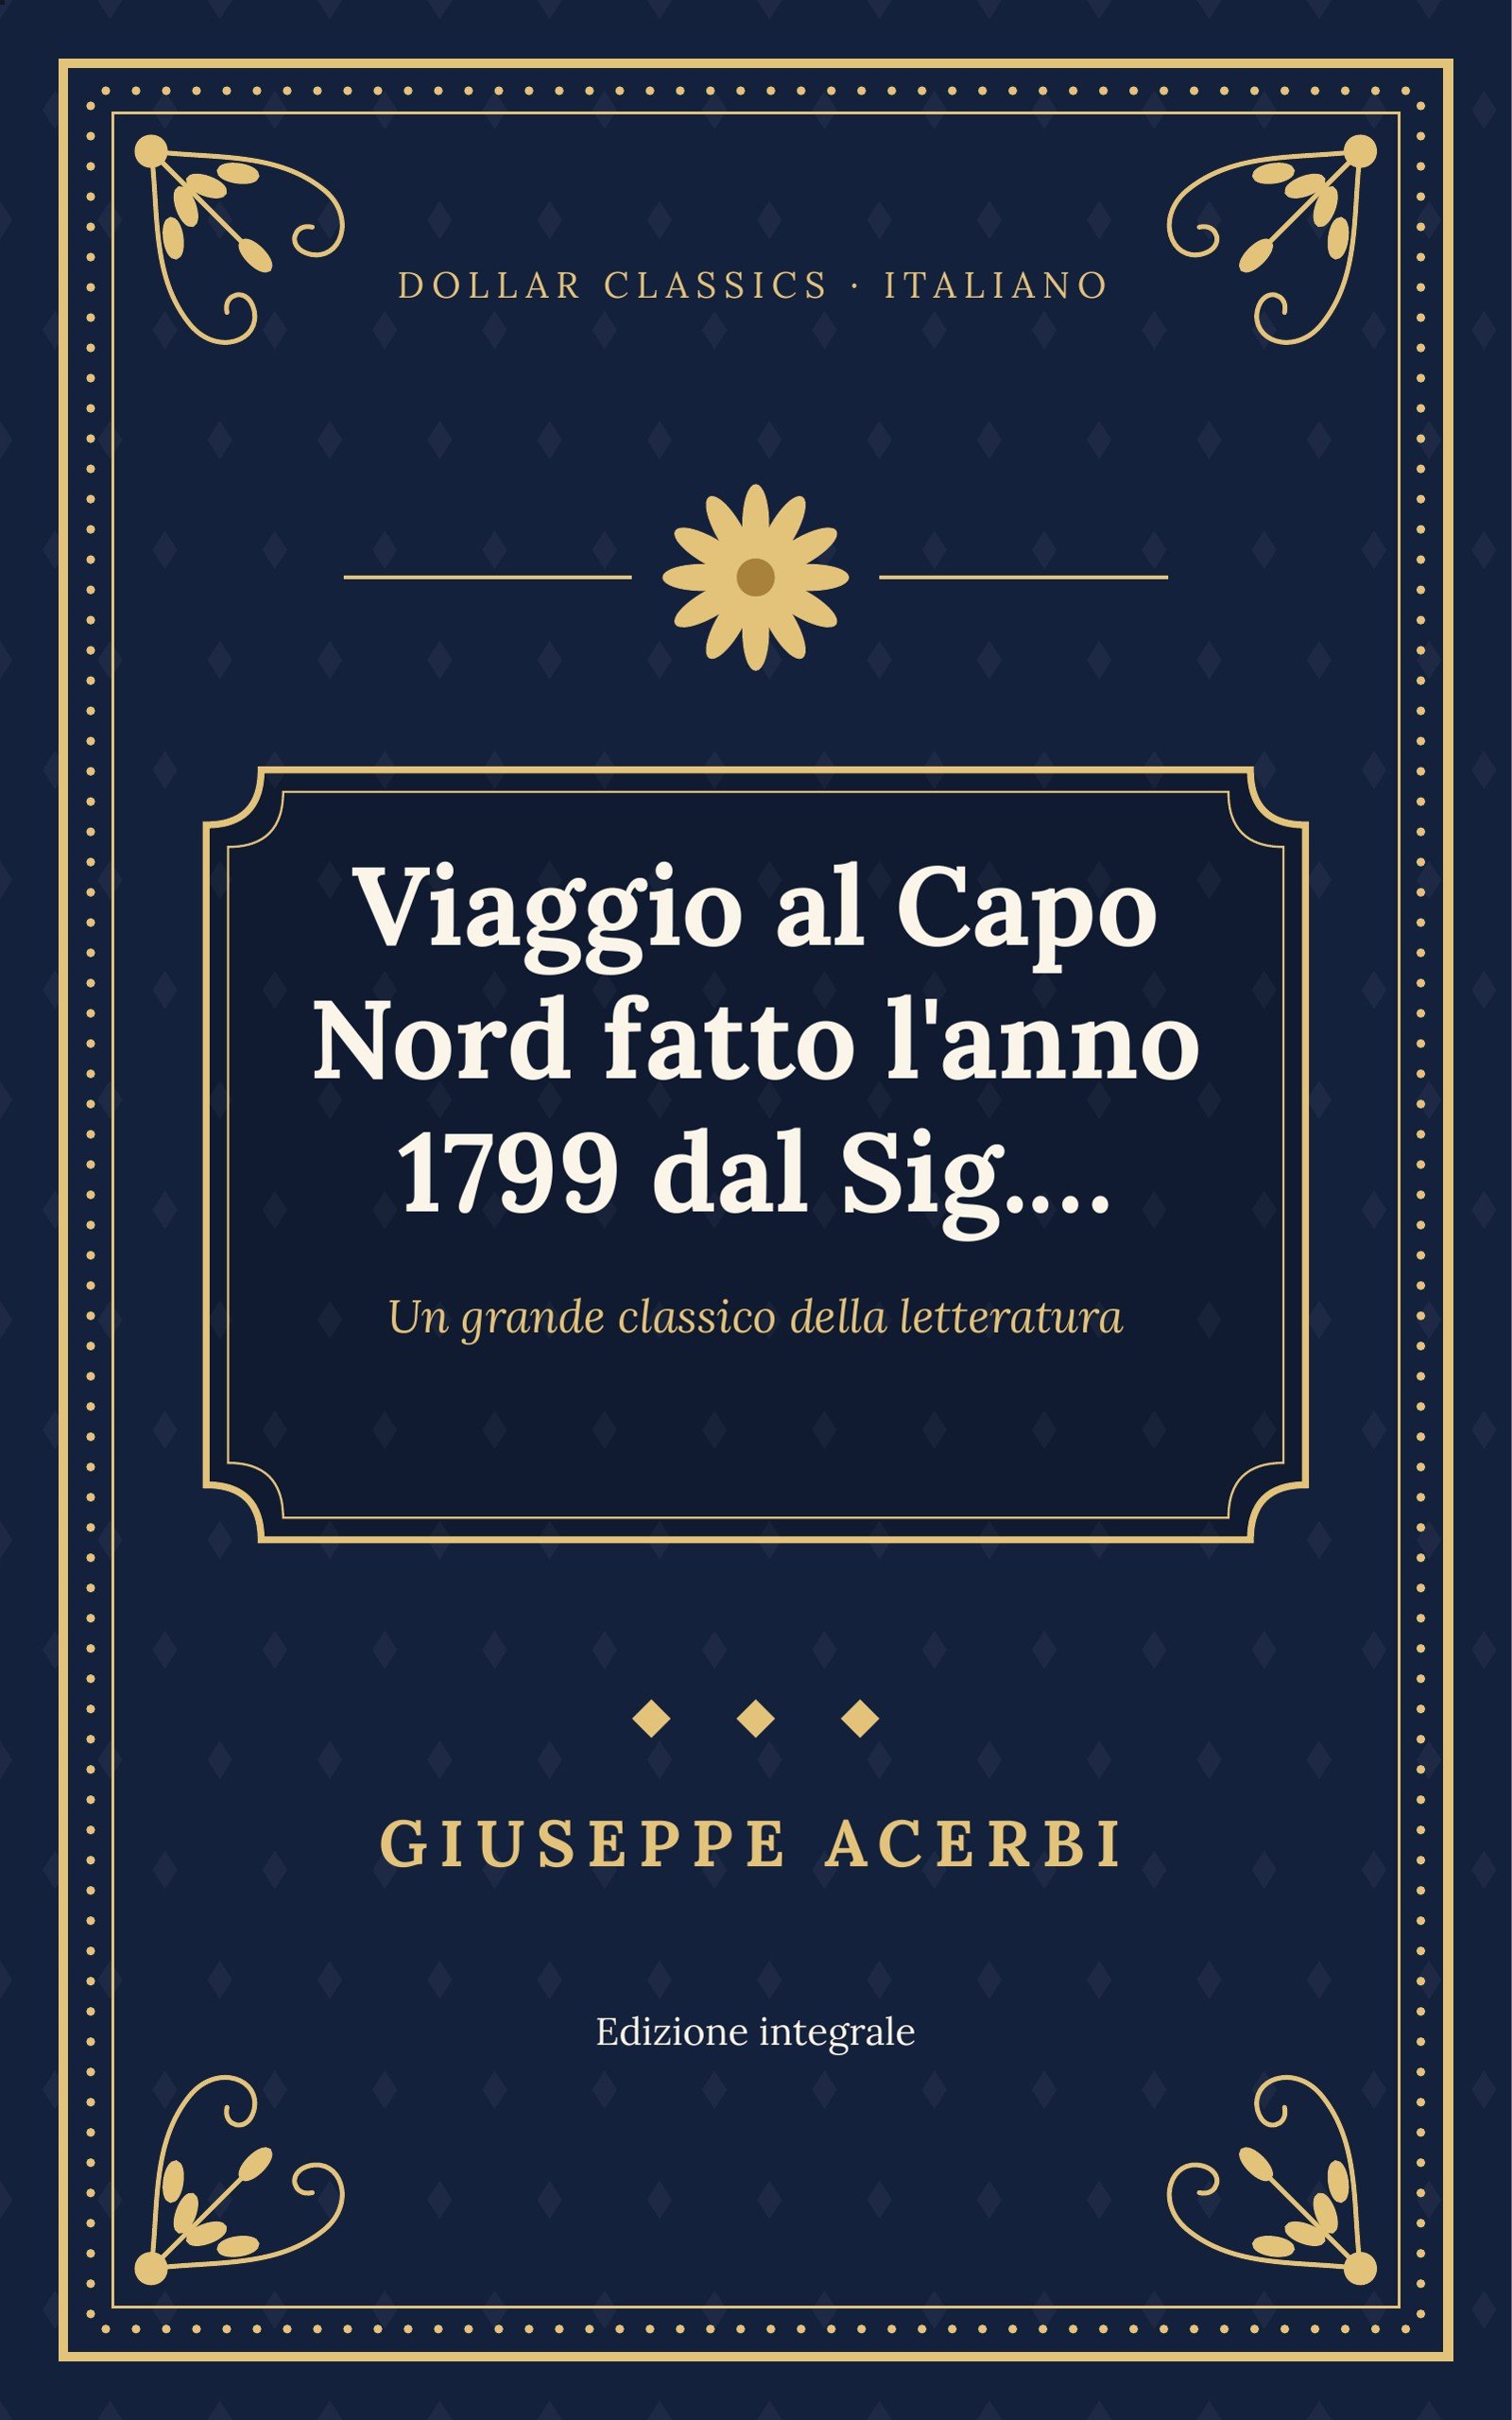 DOLLAR CLASSICS · ITALIANO
Viaggio al Capo
Nord fatto l'anno
1799 dal Sig....
Un grande classico della letteratura
GIUSEPPE ACERBI
Edizione integrale